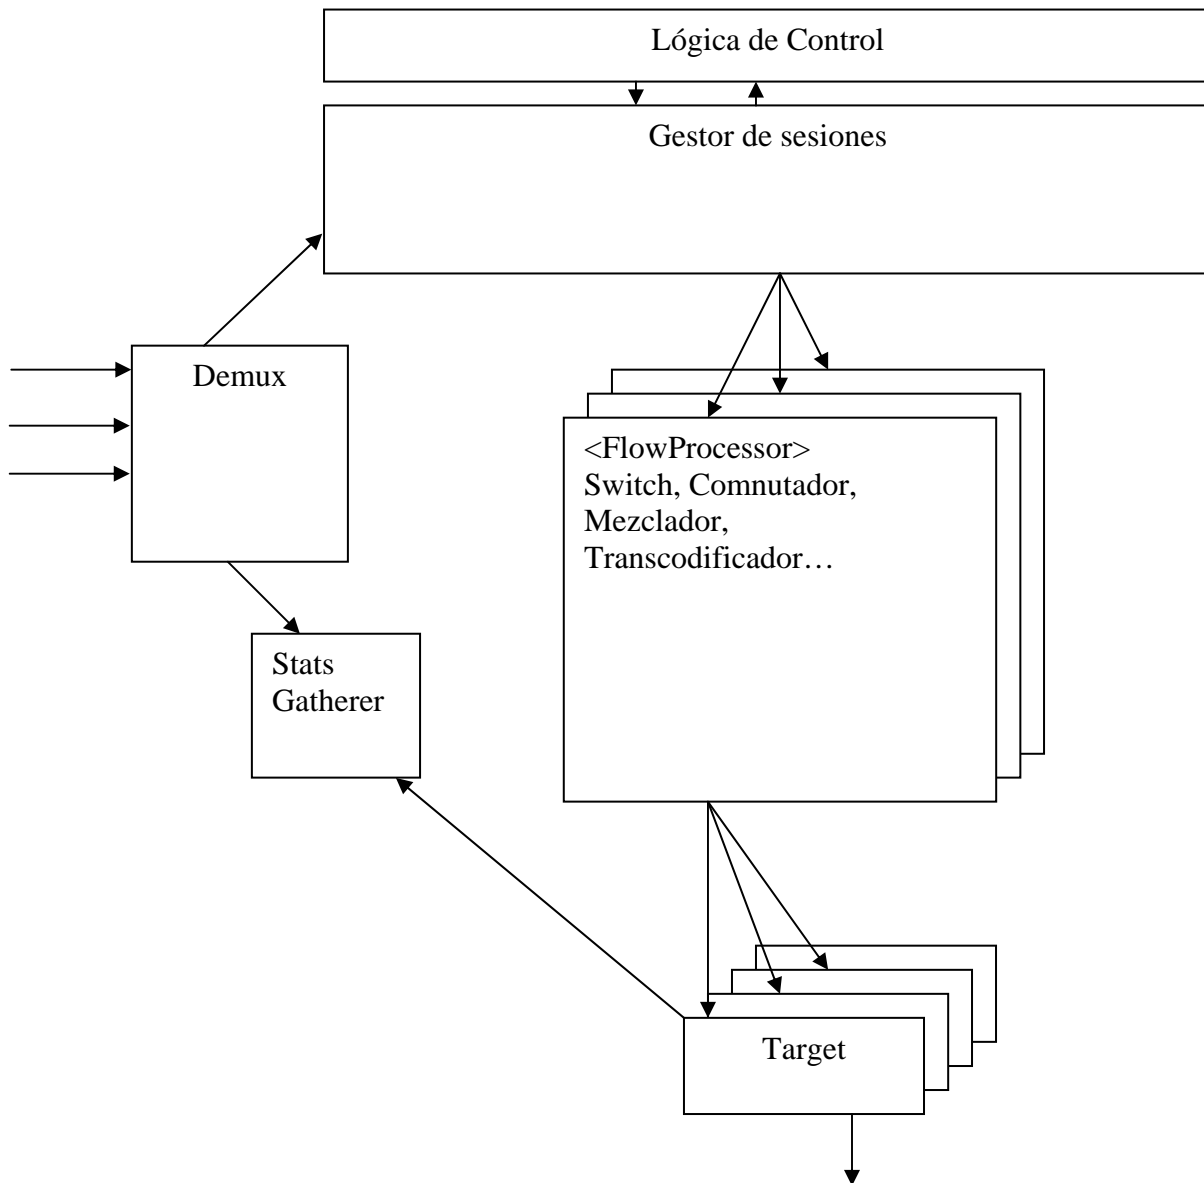 Lógica de Control
Gestor de sesiones
Demux
<FlowProcessor>
Switch, Comnutador,
Mezclador,
Transcodificador…
Stats
Gatherer
Target